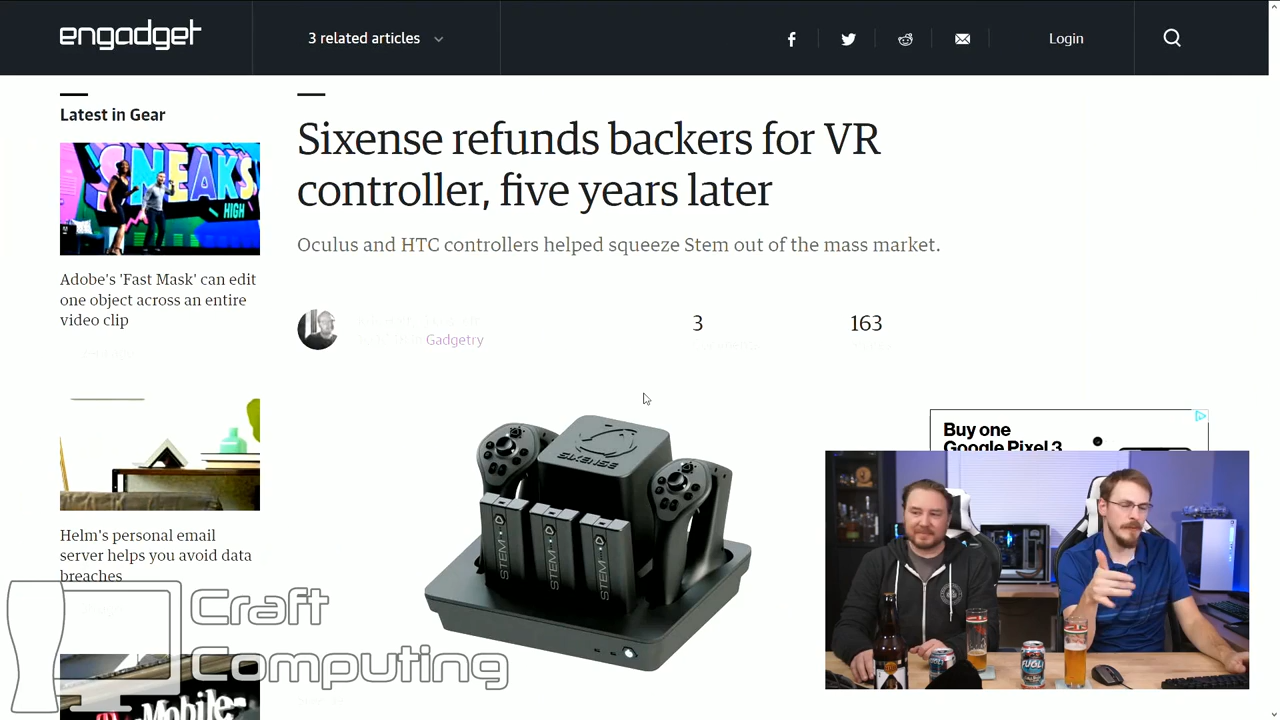 engadget
3 related articles
Login
Latest in Gear
SNEAKS
HIGH
Adobe's 'Fast Mask' can edit
one object across an entire
video clip
Helm's personal email
server helps you avoid data
breaches
Mobile
Sixense refunds backers for VR
controller, five years later
Oculus and HTC controllers helped squeeze Stem out of the mass market.
Gadgetry
3
163
SIXENSE
STEM
STEM
STEM
Buy one
Google Pixel 3
FUGLI
Craft
Computing